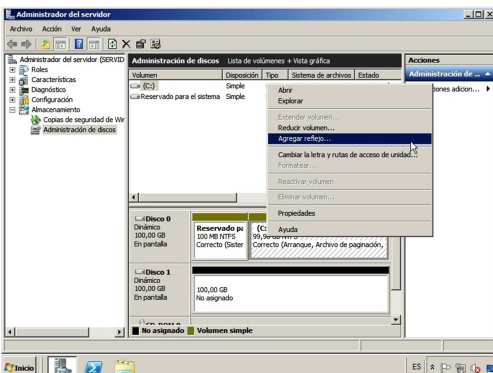 Administrador del servidor
Archivo Acción Ver Ayuda
Administrador del servidor (SERVID
Roles
Características
Diagnóstico
Configuración
Almacenamiento
Copias de seguridad de Wir
Administración de discos
Administración de discos Lista de volúmenes + Vista gráfica
Volumen Disposición Tipo Sistema de archivos Estado
(C:) Simple
Reservado para el sistema Simple
Acciones
Administración de ...
iones adicion...
Abrir
Explorar
Extender volumen...
Reducir volumen...
Agregar reflejo...
Cambiar la letra y rutas de acceso de unidad...
Formatear...
Reactivar volumen
Eliminar volumen...
Propiedades
Ayuda
Disco 0
Dinámico
100,00 GB
En pantalla
Reservado pa
100 MB NTFS
Correcto (Sister
(C:
Correcto (Arranque, Archivo de paginación,
Disco 1
Dinámico
100,00 GB
En pantalla
100,00 GB
No asignado
No asignado Volumen simple
Inicio
ES